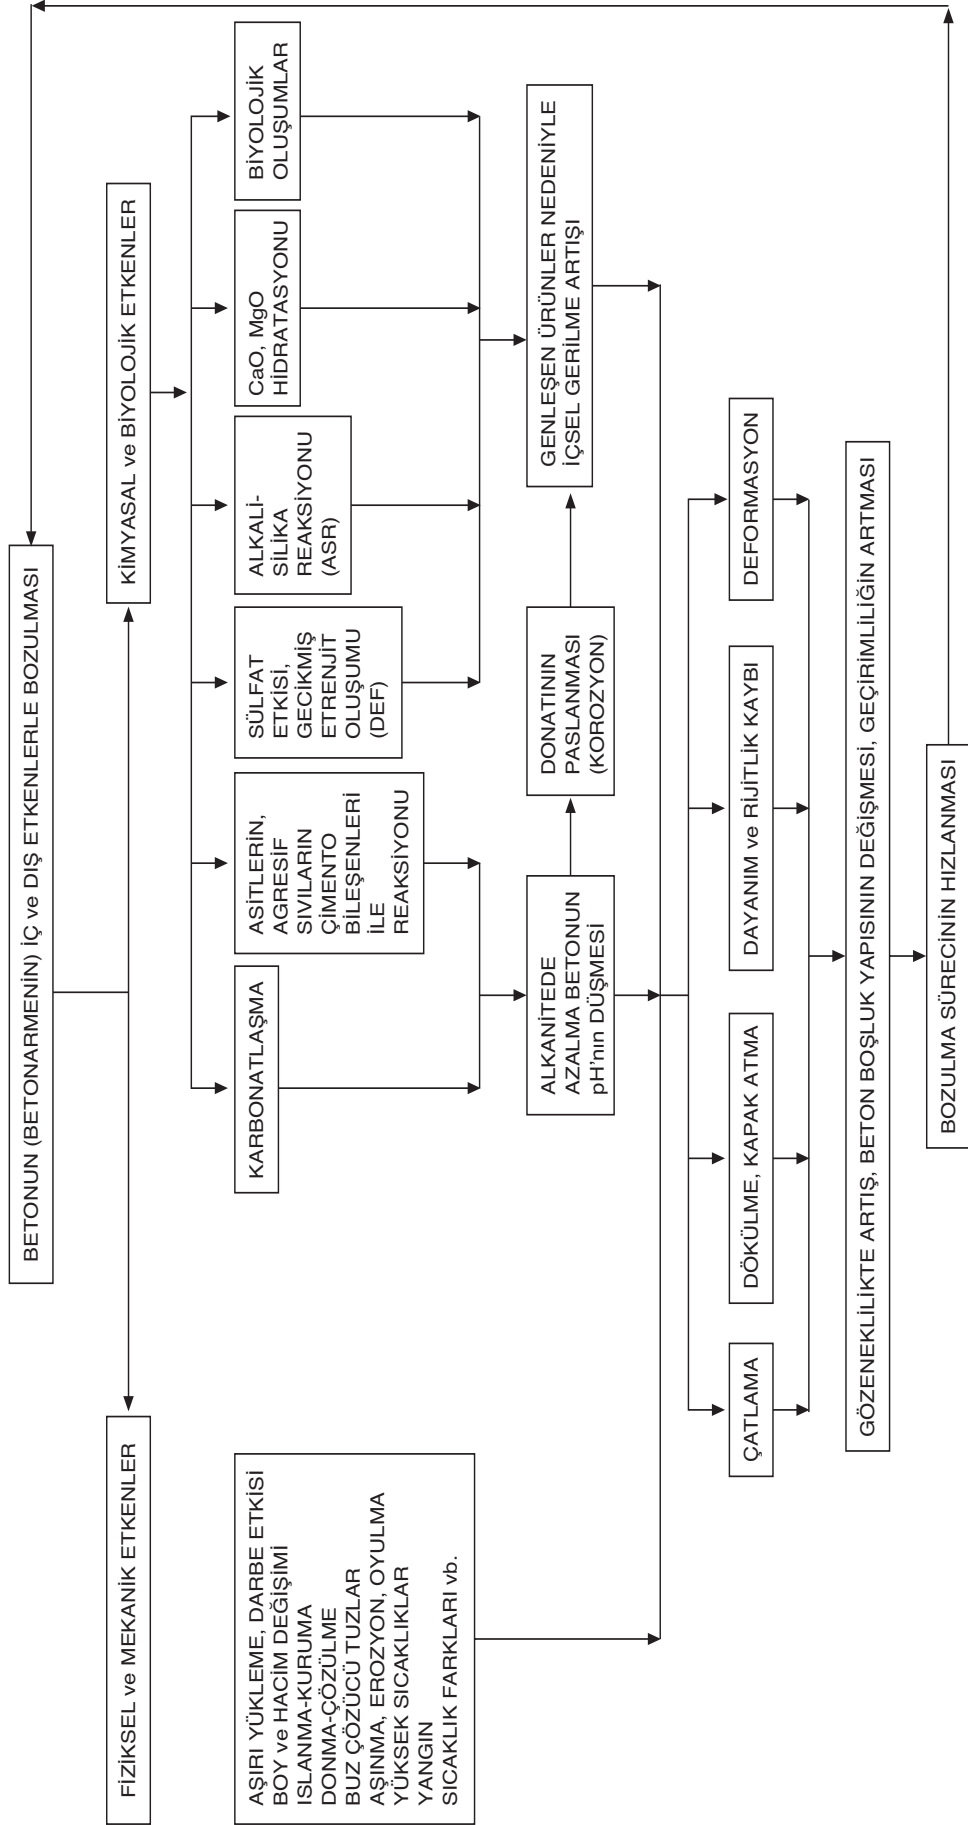 BETONUN (BETONARMENİN) İÇ ve DIŞ ETKENLERLE BOZULMASI
FİZİKSEL ve MEKANİK ETKENLER
KİMYASAL ve BİYOLOJİK ETKENLER
AŞIRI YÜKLEME, DARBE ETKİSİ
BOY ve HACİM DEĞİŞİMİ
ISLANMA-KURUMA
DONMA-ÇÖZÜLME
BUZ ÇÖZÜCÜ TUZLAR
AŞINMA, EROZYON, OYULMA
YÜKSEK SICAKLIKLAR
YANGIN
SICAKLIK FARKLARI vb.
KARBONATLAŞMA
ASİTLERİN,
AGRESİF
SIVILARIN
ÇİMENTO
BİLEŞENLERİ
İLE
REAKSİYONU
SÜLFAT
ETKİSİ,
GECİKMİŞ
ETRENJİT
OLUŞUMU
(DEF)
ALKALİ-
SİLİKA
REAKSİYONU
(ASR)
CaO, MgO
HİDRATASYONU
BİYOLOJİK
OLUŞUMLAR
ALKANİTEDE
AZALMA BETONUN
pH'nın DÜŞMESİ
DONATININ
PASLANMASI
(KOROZYON)
GENLEŞEN ÜRÜNLER NEDENİYLE
İÇSEL GERİLME ARTIŞI
ÇATLAMA
DÖKÜLME, KAPAK ATMA
DAYANIM ve RİJİTLİK KAYBI
DEFORMASYON
GÖZENEKLİLİKTE ARTIŞ, BETON BOŞLUK YAPISININ DEĞİŞMESİ, GEÇİRİMLİLİĞİN ARTMASI
BOZULMA SÜRECİNİN HIZLANMASI